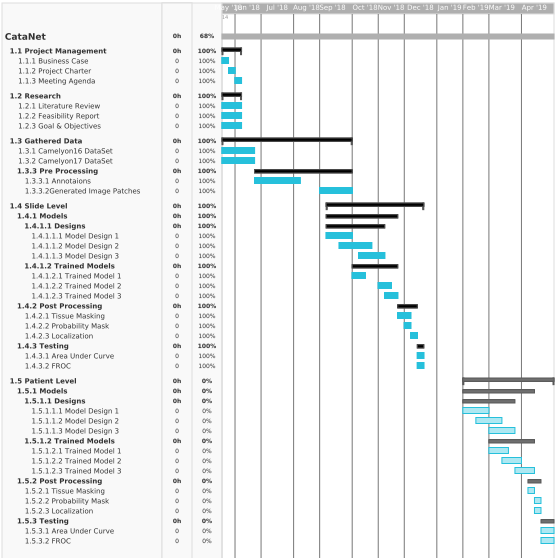 ay '18 Jun '18 Jul '18 Aug '18 Sep '18 Oct '18 Nov '18 Dec '18 Jan '19 Feb '19 Mar '19 Apr '19
CataNet 0h 68%
1.1 Project Management 0h 100%
1.1.1 Business Case 0 100%
1.1.2 Project Charter 0 100%
1.1.3 Meeting Agenda 0 100%
1.2 Research 0h 100%
1.2.1 Literature Review 0 100%
1.2.2 Feasibility Report 0 100%
1.2.3 Goal & Objectives 0 100%
1.3 Gathered Data 0h 100%
1.3.1 Camelyon16 DataSet 0 100%
1.3.2 Camelyon17 DataSet 0 100%
1.3.3 Pre Processing 0h 100%
1.3.3.1 Annotaions 0 100%
1.3.3.2Generated Image Patches 0 100%
1.4 Slide Level 0h 100%
1.4.1 Models 0h 100%
1.4.1.1 Designs 0h 100%
1.4.1.1.1 Model Design 1 0 100%
1.4.1.1.2 Model Design 2 0 100%
1.4.1.1.3 Model Design 3 0 100%
1.4.1.2 Trained Models 0h 100%
1.4.1.2.1 Trained Model 1 0 100%
1.4.1.2.2 Trained Model 2 0 100%
1.4.1.2.3 Trained Model 3 0 100%
1.4.2 Post Processing 0h 100%
1.4.2.1 Tissue Masking 0 100%
1.4.2.2 Probability Mask 0 100%
1.4.2.3 Localization 0 100%
1.4.3 Testing 0h 100%
1.4.3.1 Area Under Curve 0 100%
1.4.3.2 FROC 0 100%
1.5 Patient Level 0h 0%
1.5.1 Models 0h 0%
1.5.1.1 Designs 0h 0%
1.5.1.1.1 Model Design 1 0 0%
1.5.1.1.2 Model Design 2 0 0%
1.5.1.1.3 Model Design 3 0 0%
1.5.1.2 Trained Models 0h 0%
1.5.1.2.1 Trained Model 1 0 0%
1.5.1.2.2 Trained Model 2 0 0%
1.5.1.2.3 Trained Model 3 0 0%
1.5.2 Post Processing 0h 0%
1.5.2.1 Tissue Masking 0 0%
1.5.2.2 Probability Mask 0 0%
1.5.2.3 Localization 0 0%
1.5.3 Testing 0h 0%
1.5.3.1 Area Under Curve 0 0%
1.5.3.2 FROC 0 0%